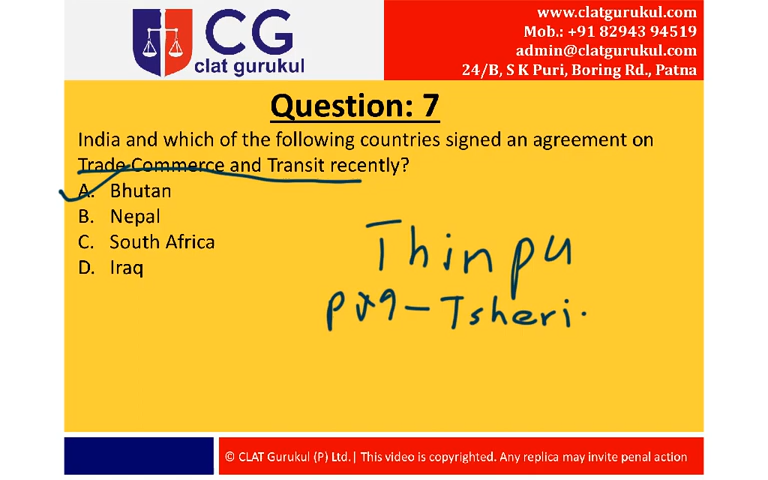 www.clatgurukul.com
Mob.: +91 82943 94519
admin@clatgurukul.com
24/B, S K Puri, Boring Rd., Patna
CG
clat gurukul
Question: 7
India and which of the following countries signed an agreement on
Trade Commerce and Transit recently?
A. Bhutan
B. Nepal
C. South Africa
D. Iraq
Thinpu
– Tsheri.
© CLAT Gurukul (P) Ltd.| This video is copyrighted. Any replica may invite penal action